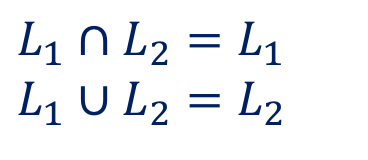 L₁ ∩ L₂ = L₁
L₁ ∪ L₂ = L₂